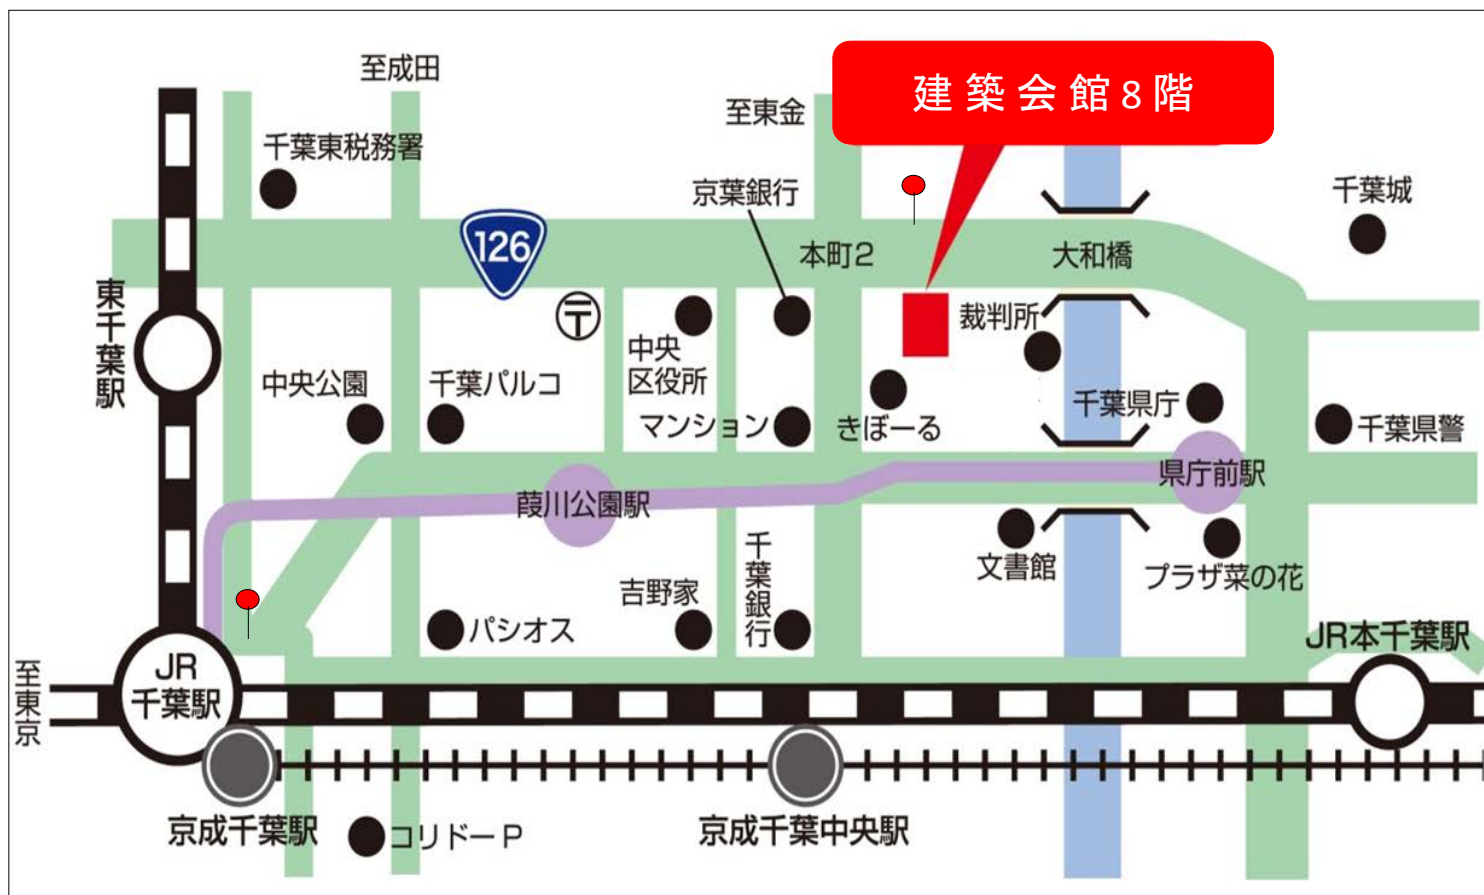 至成田
建築会館8階
至東金
千葉東税務署
京葉銀行
千葉城
126
本町2
大和橋
東千葉駅
〒
裁判所
中央
区役所
中央公園
千葉パルコ
千葉県庁
マンション
きぼーる
千葉県警
県庁前駅
葭川公園駅
千葉銀行
文書館
プラザ菜の花
吉野家
パシオス
JR本千葉駅
至東京
JR
千葉駅
京成千葉駅
コリドーP
京成千葉中央駅